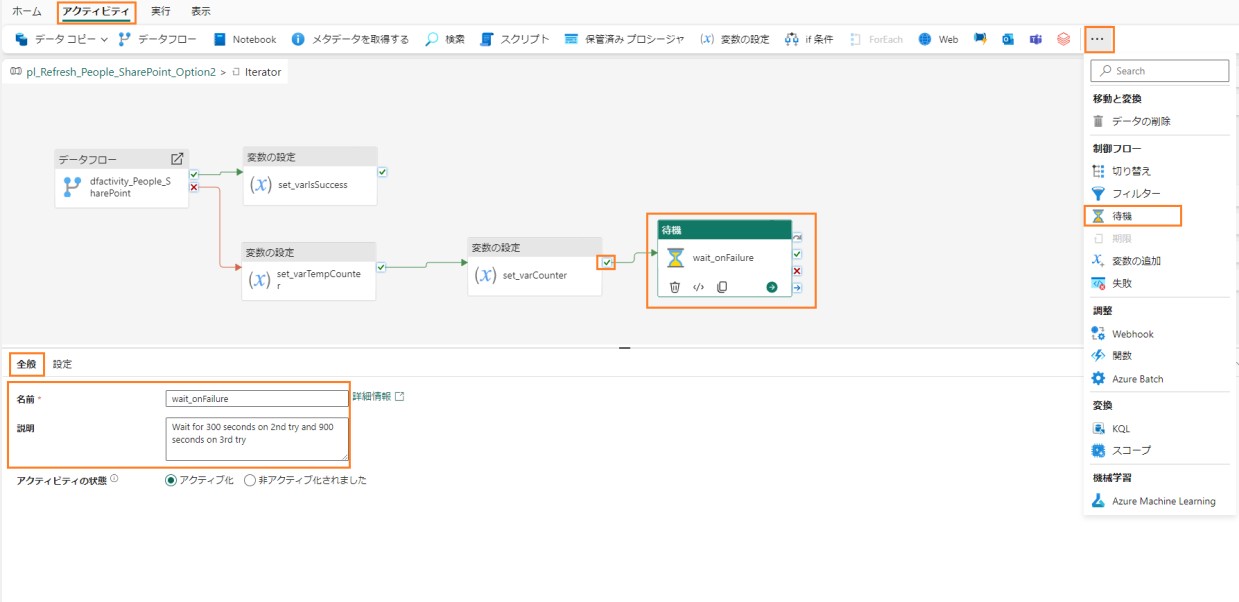 ホーム アクティビティ 実行 表示
データ コピー データフロー Notebook メタデータを取得する 検索 スクリプト 保管済み プロシージャ (x) 変数の設定 if 条件 ForEach Web ...
pl_Refresh_People_SharePoint_Option2 > Iterator
Search
移動と変換
データの削除
制御フロー
切り替え
フィルター
待機
期限
変数の追加
失敗
調整
Webhook
関数
Azure Batch
変換
KQL
スコープ
機械学習
Azure Machine Learning
データフロー
dfactivity_People_S
harePoint
変数の設定
(x) set_varIsSuccess
変数の設定
(x) set_varTempCounte
r
変数の設定
(x) set_varCounter
待機
wait_onFailure
全般 設定
名前 * wait_onFailure 詳細情報
説明 Wait for 300 seconds on 2nd try and 900
seconds on 3rd try
アクティビティの状態 アクティブ化 非アクティブ化されました